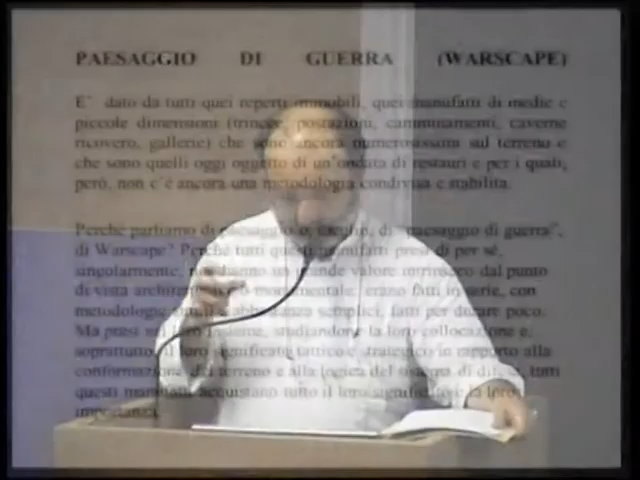 PAESAGGIO DI GUERRA (WARSCAPE)
E' dato da tutti quei reperti immobili, quei manufatti di medie e
piccole dimensioni (trincee, postazioni, camminamenti, caverne
ricovero, gallerie) che sono ancora numerosissimi sul terreno e
che sono quelli oggi oggetto di un'ondata di restauri e per i quali,
però, non c'è ancora una metodologia condivisa e stabilita.
Perché parliamo di paesaggio o, meglio, di "paesaggio di guerra",
di Warscape? Perché tutti questi manufatti presi di per sé,
singolarmente, non hanno un grande valore intrinseco dal punto
di vista architettonico o monumentale: erano fatti in serie, con
metodologie abbastanza semplici, fatti per durare poco.
Ma presi nel loro insieme, studiandone la loro collocazione e,
soprattutto, il loro significato tattico e strategico in rapporto alla
conformazione del terreno e alla logica del sistema di difesa, tutti
questi manufatti acquistano tutto il loro significato e la loro
importanza.